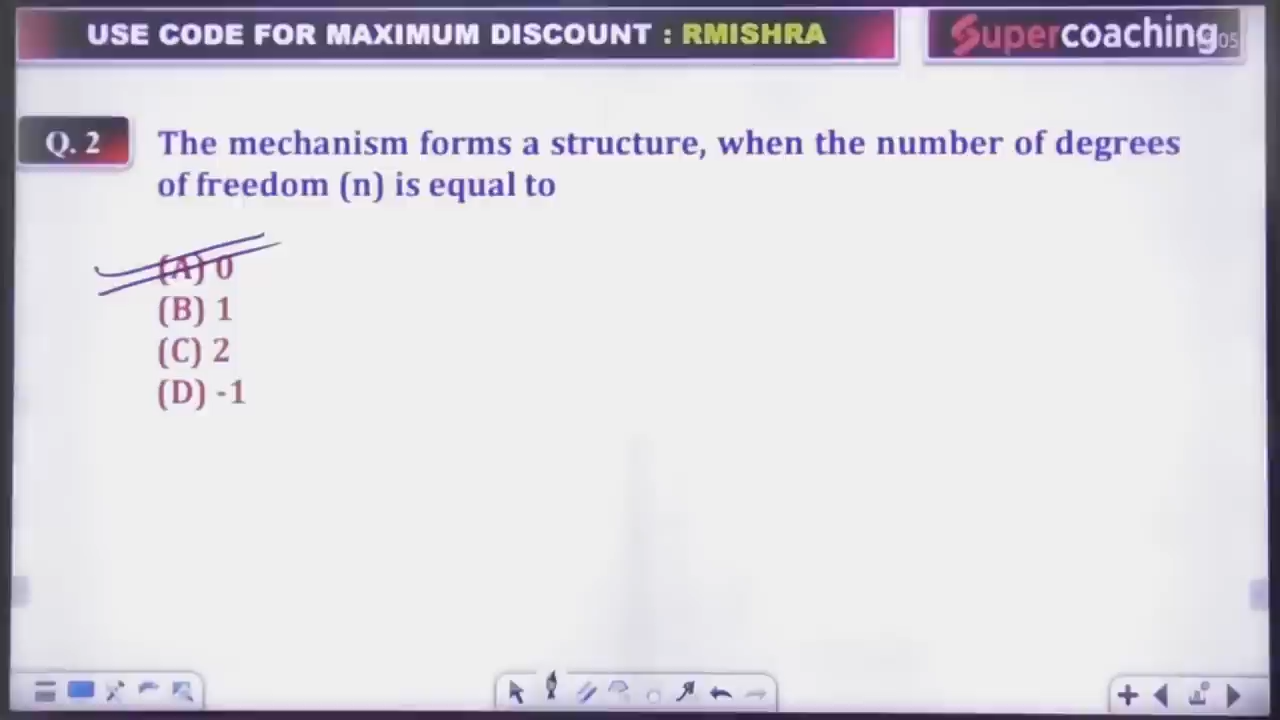 USE CODE FOR MAXIMUM DISCOUNT : RMISHRA
Supercoaching
Q. 2
The mechanism forms a structure, when the number of degrees
of freedom (n) is equal to
(A) 0
(B) 1
(C) 2
(D) -1